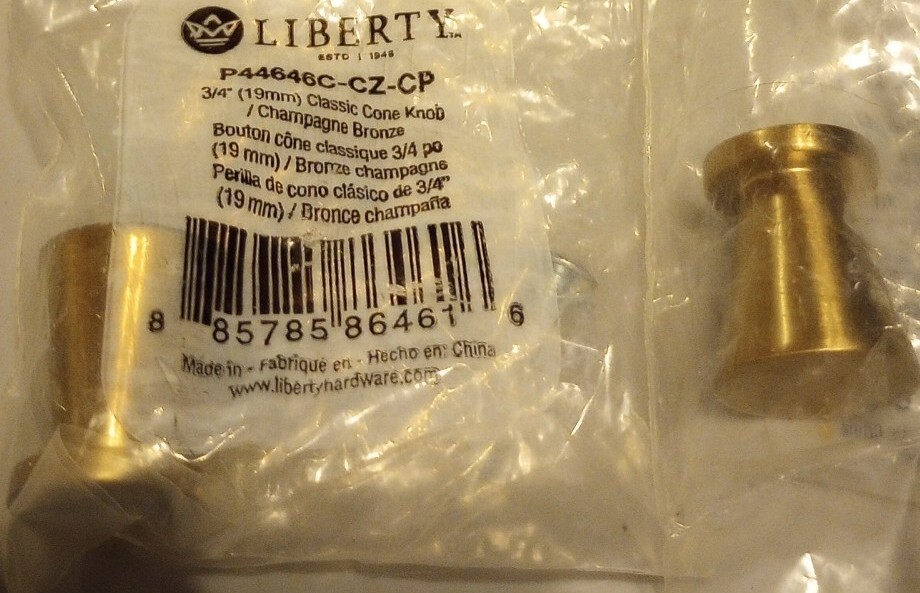 LIBERTY™
ESTD | 1946
P44646C-CZ-CP
3/4" (19mm) Classic Cone Knob
/ Champagne Bronze
Bouton cône classique 3/4 po
(19 mm) / Bronze champagne
Perilla de cono clásico de 3/4"
(19 mm) / Bronce champaña
8 85785 86461 6
Made in - Fabriqué en - Hecho en: China
www.libertyhardware.com